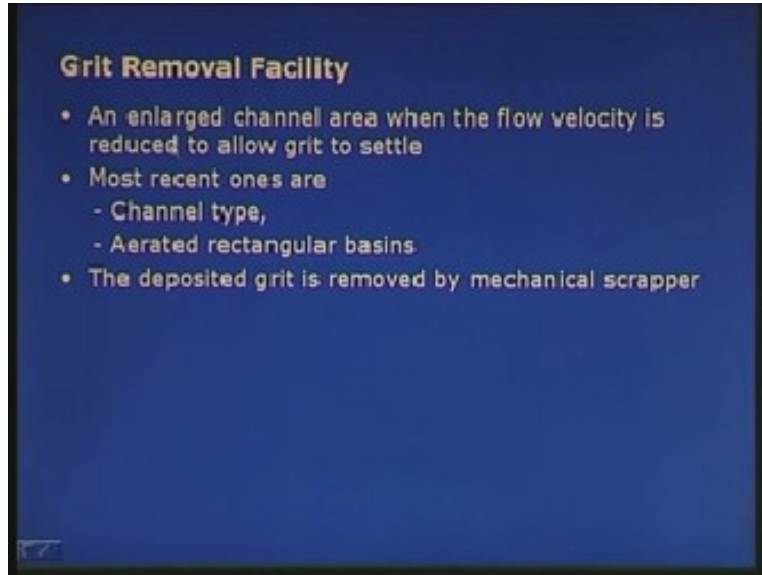 Grit Removal Facility
• An enlarged channel area when the flow velocity is
reduced to allow grit to settle
• Most recent ones are
- Channel type,
- Aerated rectangular basins
• The deposited grit is removed by mechanical scrapper